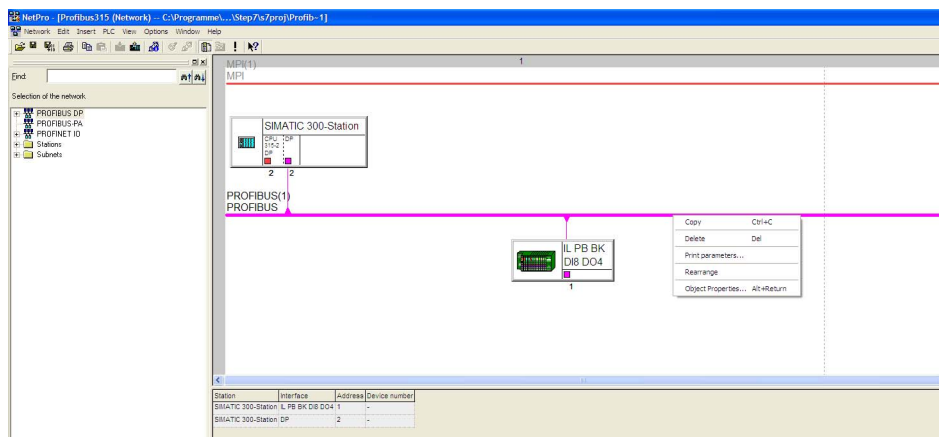 NetPro - [Profibus315 (Network) -- C:\Programme\...\Step7\s7proj\Profib~1]
Network Edit Insert PLC View Options Window Help
Find
Selection of the network
PROFIBUS DP
PROFIBUS-PA
PROFINET IO
Stations
Subnets
1
MPI(1)
MPI
SIMATIC 300-Station
CPU 315-2 DP
DP
2 2
PROFIBUS(1)
PROFIBUS
IL PB BK
DI8 DO4
1
Copy Ctrl+C
Delete Del
Print parameters...
Rearrange
Object Properties... Alt+Return
Station Interface Address Device number
SIMATIC 300-Station IL PB BK DI8 DO4 1 -
SIMATIC 300-Station DP 2 -